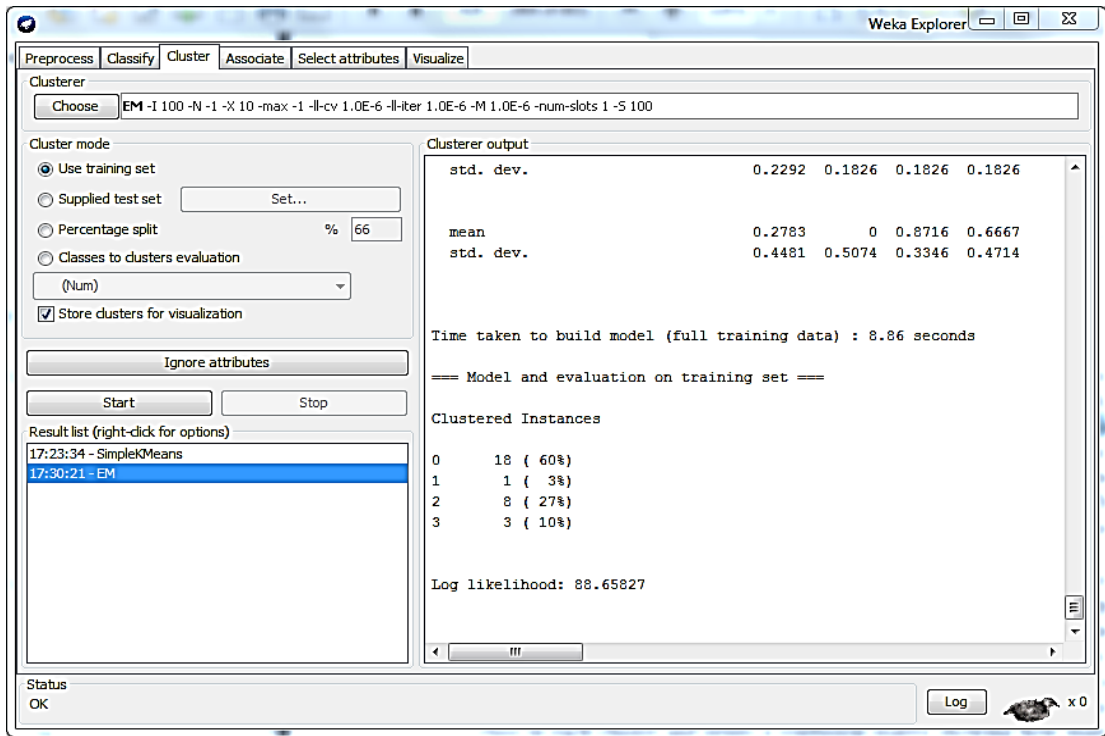 Weka Explorer
Preprocess Classify Cluster Associate Select attributes Visualize
Clusterer
Choose EM -I 100 -N -1 -X 10 -max -1 -ll-cv 1.0E-6 -ll-iter 1.0E-6 -M 1.0E-6 -num-slots 1 -S 100
Cluster mode
Use training set
Supplied test set Set...
Percentage split % 66
Classes to clusters evaluation
(Num)
Store clusters for visualization
Ignore attributes
Start Stop
Result list (right-click for options)
17:23:34 - SimpleKMeans
17:30:21 - EM
Clusterer output
std. dev. 0.2292 0.1826 0.1826 0.1826
mean 0.2783 0 0.8716 0.6667
std. dev. 0.4481 0.5074 0.3346 0.4714
Time taken to build model (full training data) : 8.86 seconds
=== Model and evaluation on training set ===
Clustered Instances
0 18 ( 60%)
1 1 ( 3%)
2 8 ( 27%)
3 3 ( 10%)
Log likelihood: 88.65827
Status
OK
Log x 0